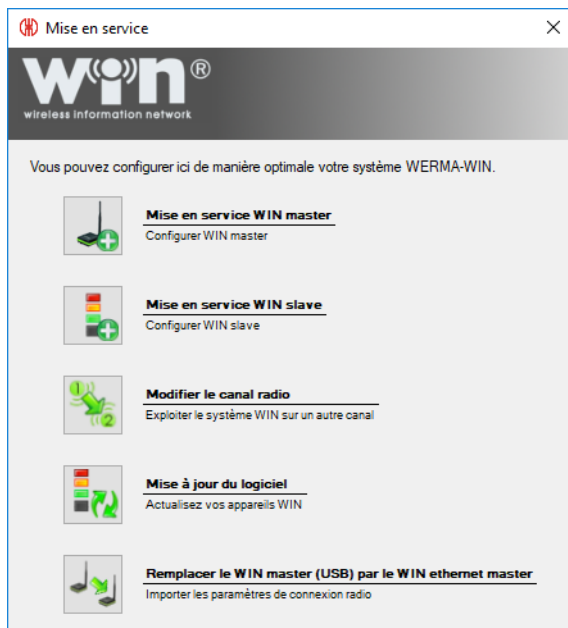 Mise en service
WIN®
wireless information network
Vous pouvez configurer ici de manière optimale votre système WERMA-WIN.
Mise en service WIN master
Configurer WIN master
Mise en service WIN slave
Configurer WIN slave
1
2
Modifier le canal radio
Exploiter le système WIN sur un autre canal
Mise à jour du logiciel
Actualisez vos appareils WIN
Remplacer le WIN master (USB) par le WIN ethernet master
Importer les paramètres de connexion radio